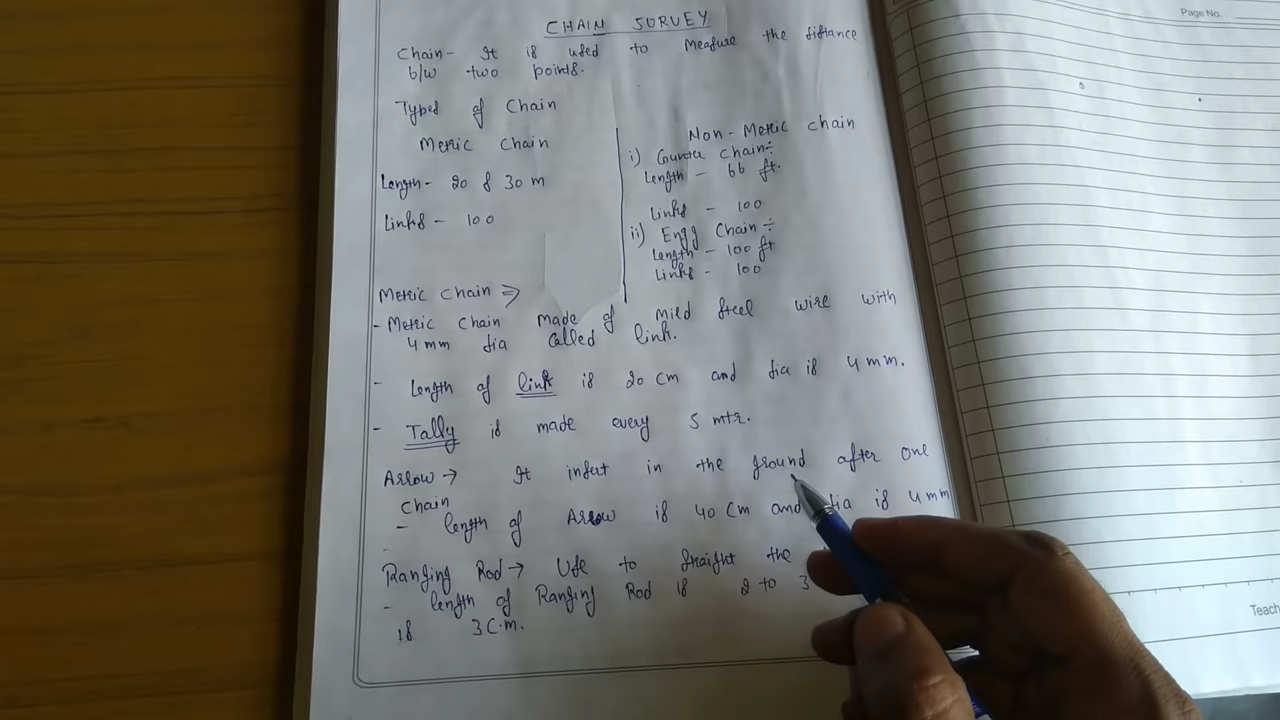 Page No.
CHAIN SURVEY
Chain- It is used to Measure the distance
b/w two points.
Types of Chain
Metric Chain
Length- 20 & 30 m
Links - 100
Non-Metric chain
i) Gunter Chain÷
Length - 66 ft.
Links - 100
ii) Engg Chain÷
Length - 100 ft
Links - 100
Metric Chain ⇒
- Metric Chain made of Mild steel wire with
4 mm dia called link.
- Length of link is 20 cm and dia is 4 mm.
- Tally is made every 5 mtr.
Arrow → It insert in the ground after one
chain
- length of Arrow is 40 cm and dia is 4 mm
Ranging Rod → Use to straight the
- length of Ranging Rod is 2 to 3
is 3 C.m.
Teach